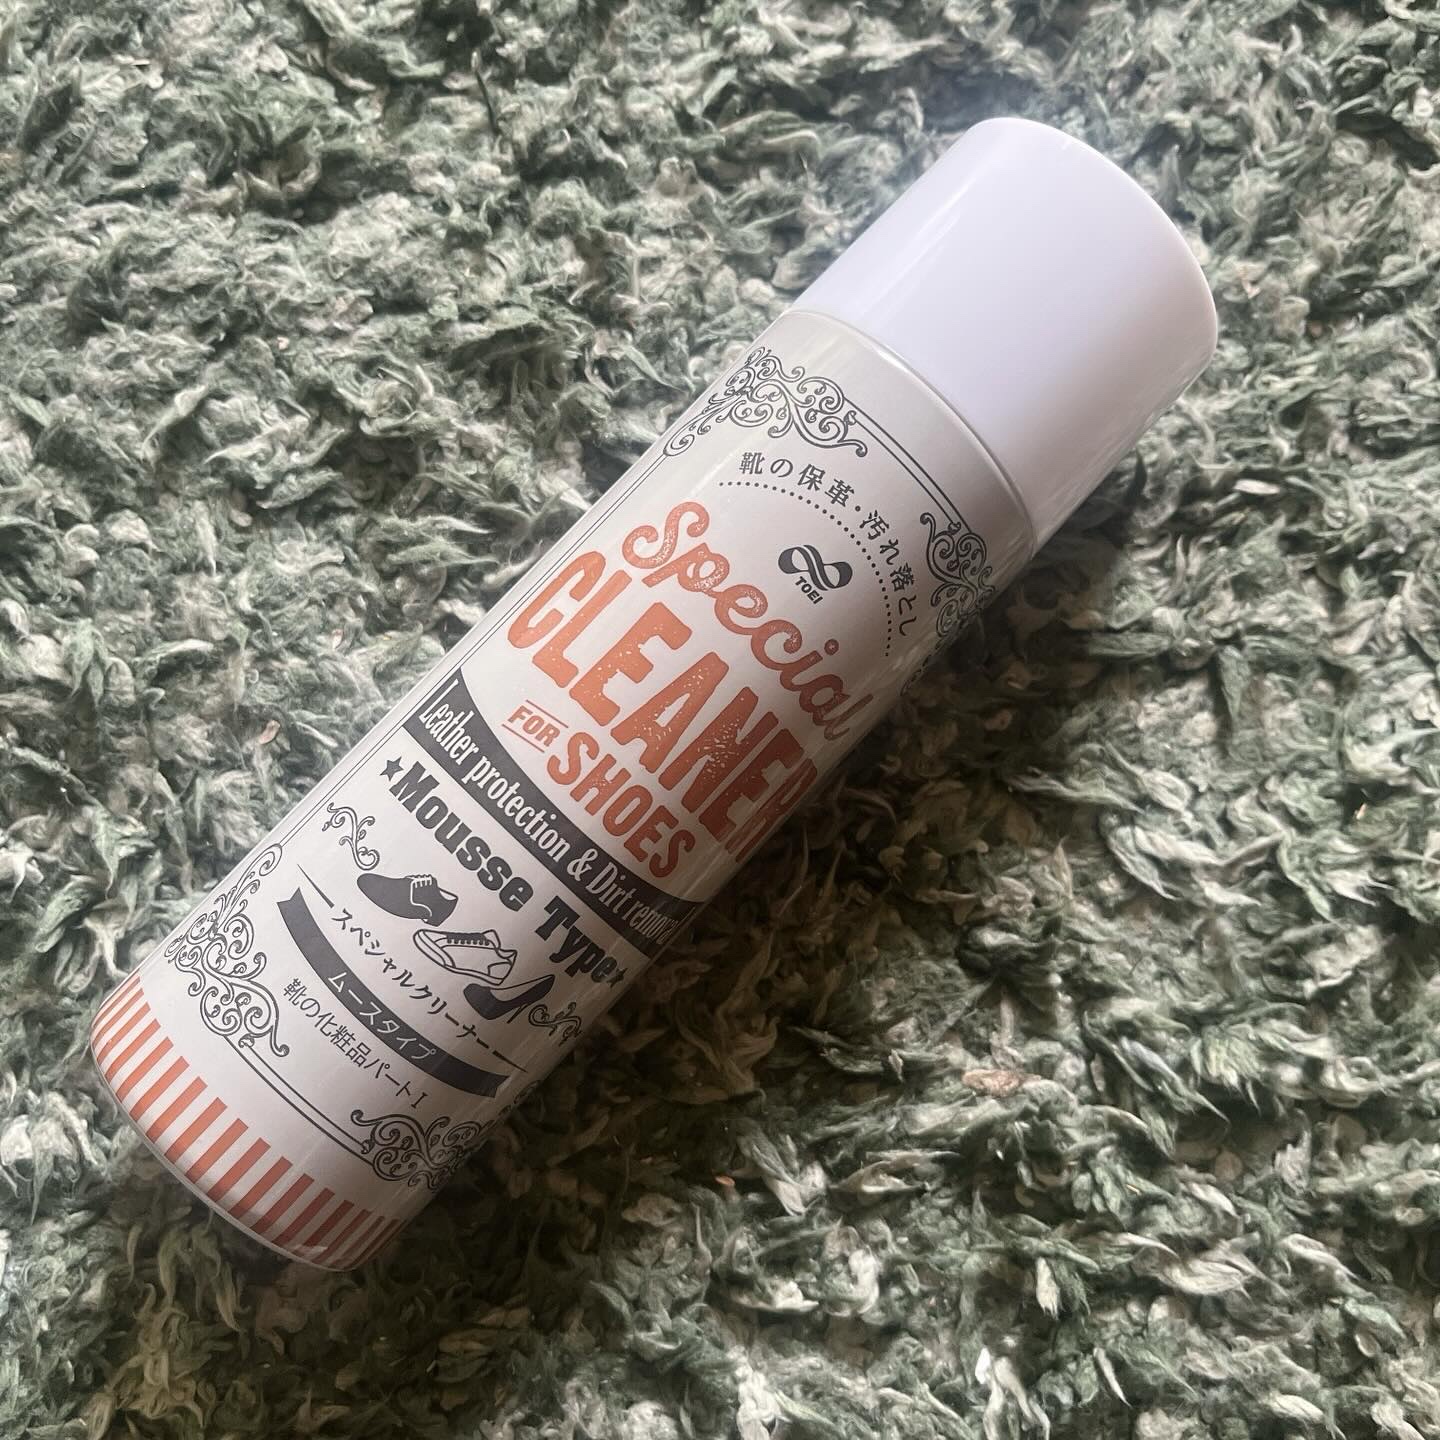 靴の保革・汚れ落とし
TOEI
Special
CLEANER
FOR SHOES
Leather protection & Dirt removal
★Mousse Type★
スペシャルクリーナー
ムースタイプ
靴の化粧品パートI